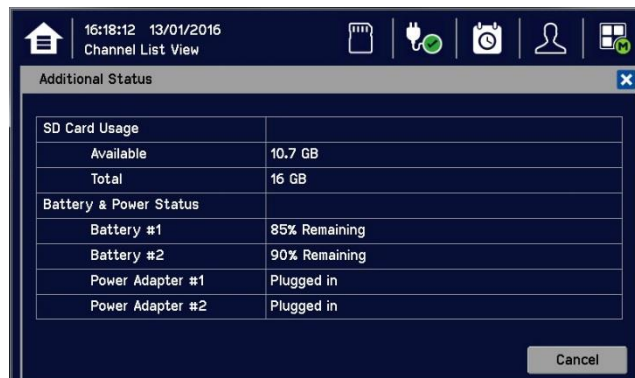 16:18:12 13/01/2016
Channel List View
M
Additional Status
SD Card Usage
Available 10.7 GB
Total 16 GB
Battery & Power Status
Battery #1 85% Remaining
Battery #2 90% Remaining
Power Adapter #1 Plugged in
Power Adapter #2 Plugged in
Cancel